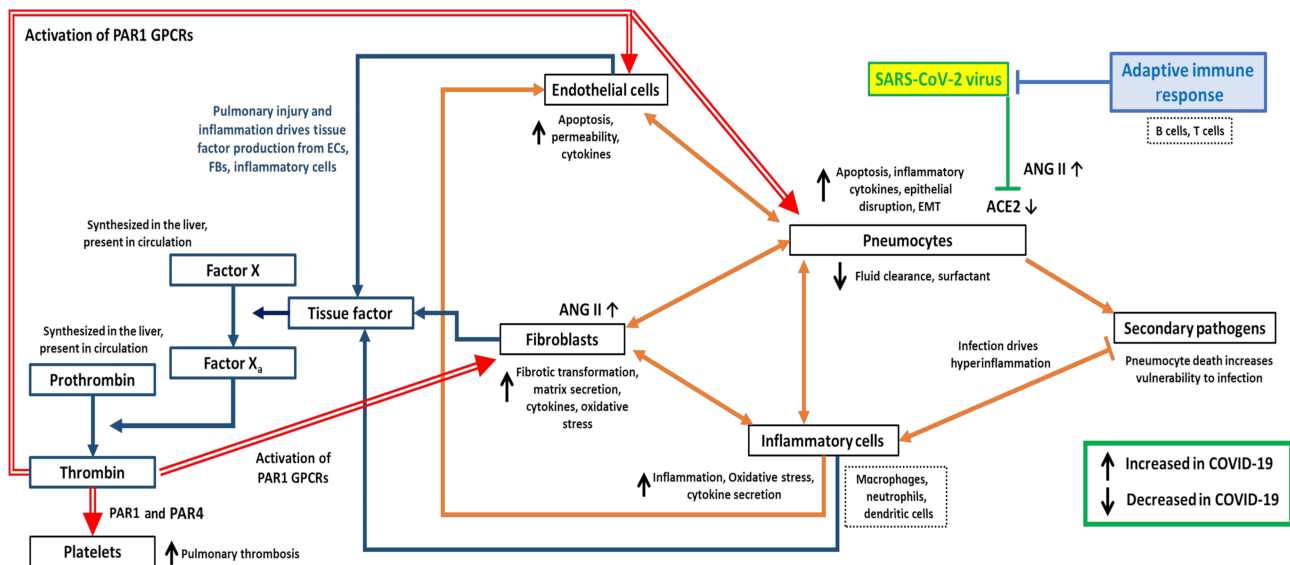 Activation of PAR1 GPCRs
Endothelial cells
Apoptosis,
permeability,
cytokines
SARS-CoV-2 virus
Adaptive immune
response
B cells, T cells
Pulmonary injury and
inflammation drives tissue
factor production from ECs,
FBs, inflammatory cells
Apoptosis, inflammatory
cytokines, epithelial
disruption, EMT
ANG II ↑
ACE2 ↓
Pneumocytes
Fluid clearance, surfactant
Synthesized in the liver,
present in circulation
Factor X
Tissue factor
ANG II ↑
Fibroblasts
Fibrotic transformation,
matrix secretion,
cytokines, oxidative
stress
Secondary pathogens
Pneumocyte death increases
vulnerability to infection
Infection drives
hyperinflammation
Synthesized in the liver,
present in circulation
Factor Xa
Prothrombin
Thrombin
Activation of
PAR1 GPCRs
Inflammatory cells
Inflammation, Oxidative stress,
cytokine secretion
Macrophages,
neutrophils,
dendritic cells
↑ Increased in COVID-19
↓ Decreased in COVID-19
PAR1 and PAR4
Platelets
Pulmonary thrombosis